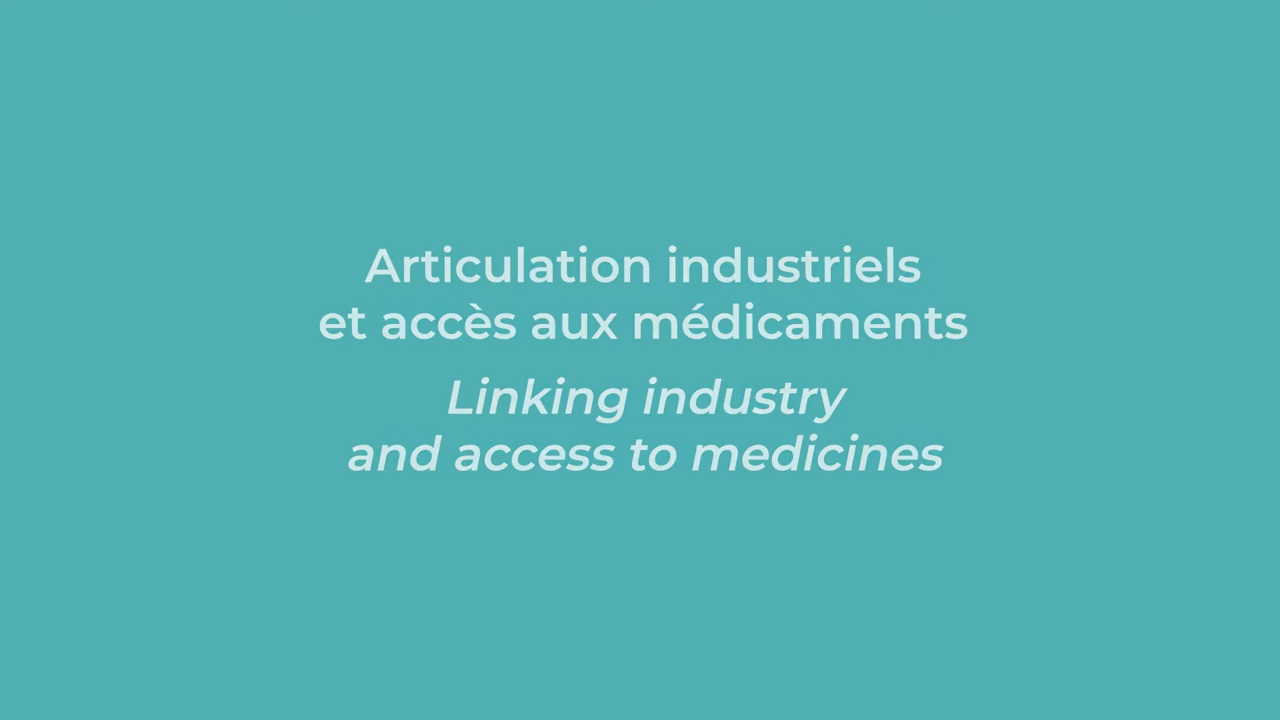 Articulation industriels
et accès aux médicaments
Linking industry
and access to medicines